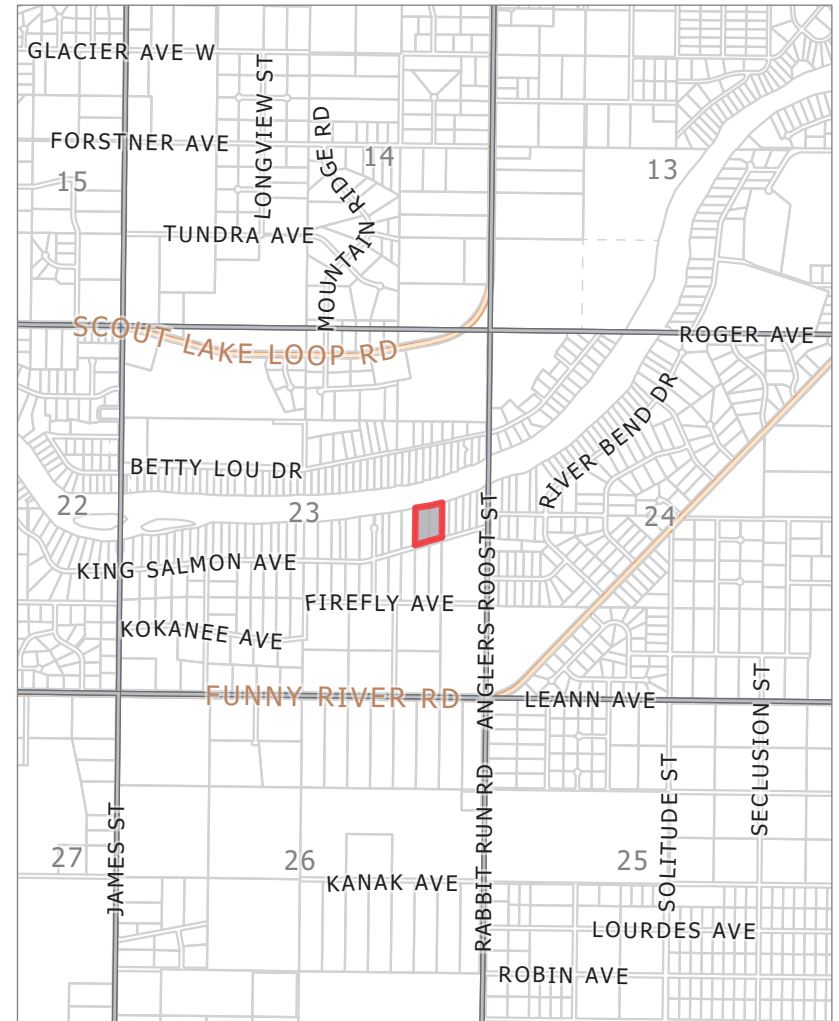 GLACIER AVE W
LONGVIEW ST
MOUNTAIN RIDGE RD
FORSTNER AVE
14
13
15
TUNDRA AVE
SCOUT LAKE LOOP RD
ROGER AVE
RIVER BEND DR
BETTY LOU DR
22
23
24
KING SALMON AVE
ANGLERS ROOST ST
FIREFLY AVE
KOKANEE AVE
FUNNY RIVER RD
LEANN AVE
SECLUSION ST
SOLITUDE ST
RABBIT RUN RD
JAMES ST
27
26
25
KANAK AVE
LOURDES AVE
ROBIN AVE